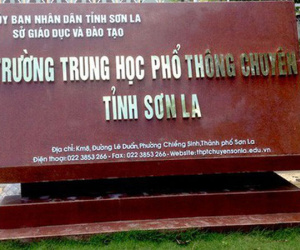 ỦY BAN NHÂN DÂN TỈNH SƠN LA
SỞ GIÁO DỤC VÀ ĐÀO TẠO
TRƯỜNG TRUNG HỌC PHỔ THÔNG CHUYÊN
TỈNH SƠN LA
Địa chỉ: Km8, Đường Lê Duẩn, Phường Chiềng Sinh, Thành phố Sơn La
Điện thoại: 022 3853 266 - Fax: 022 3853 266 - Website: thptchuyensonla.edu.vn